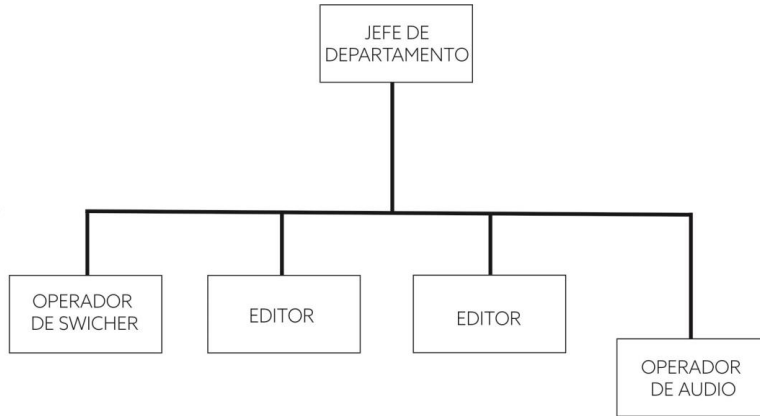 JEFE DE
DEPARTAMENTO
OPERADOR
DE SWICHER
EDITOR
EDITOR
OPERADOR
DE AUDIO